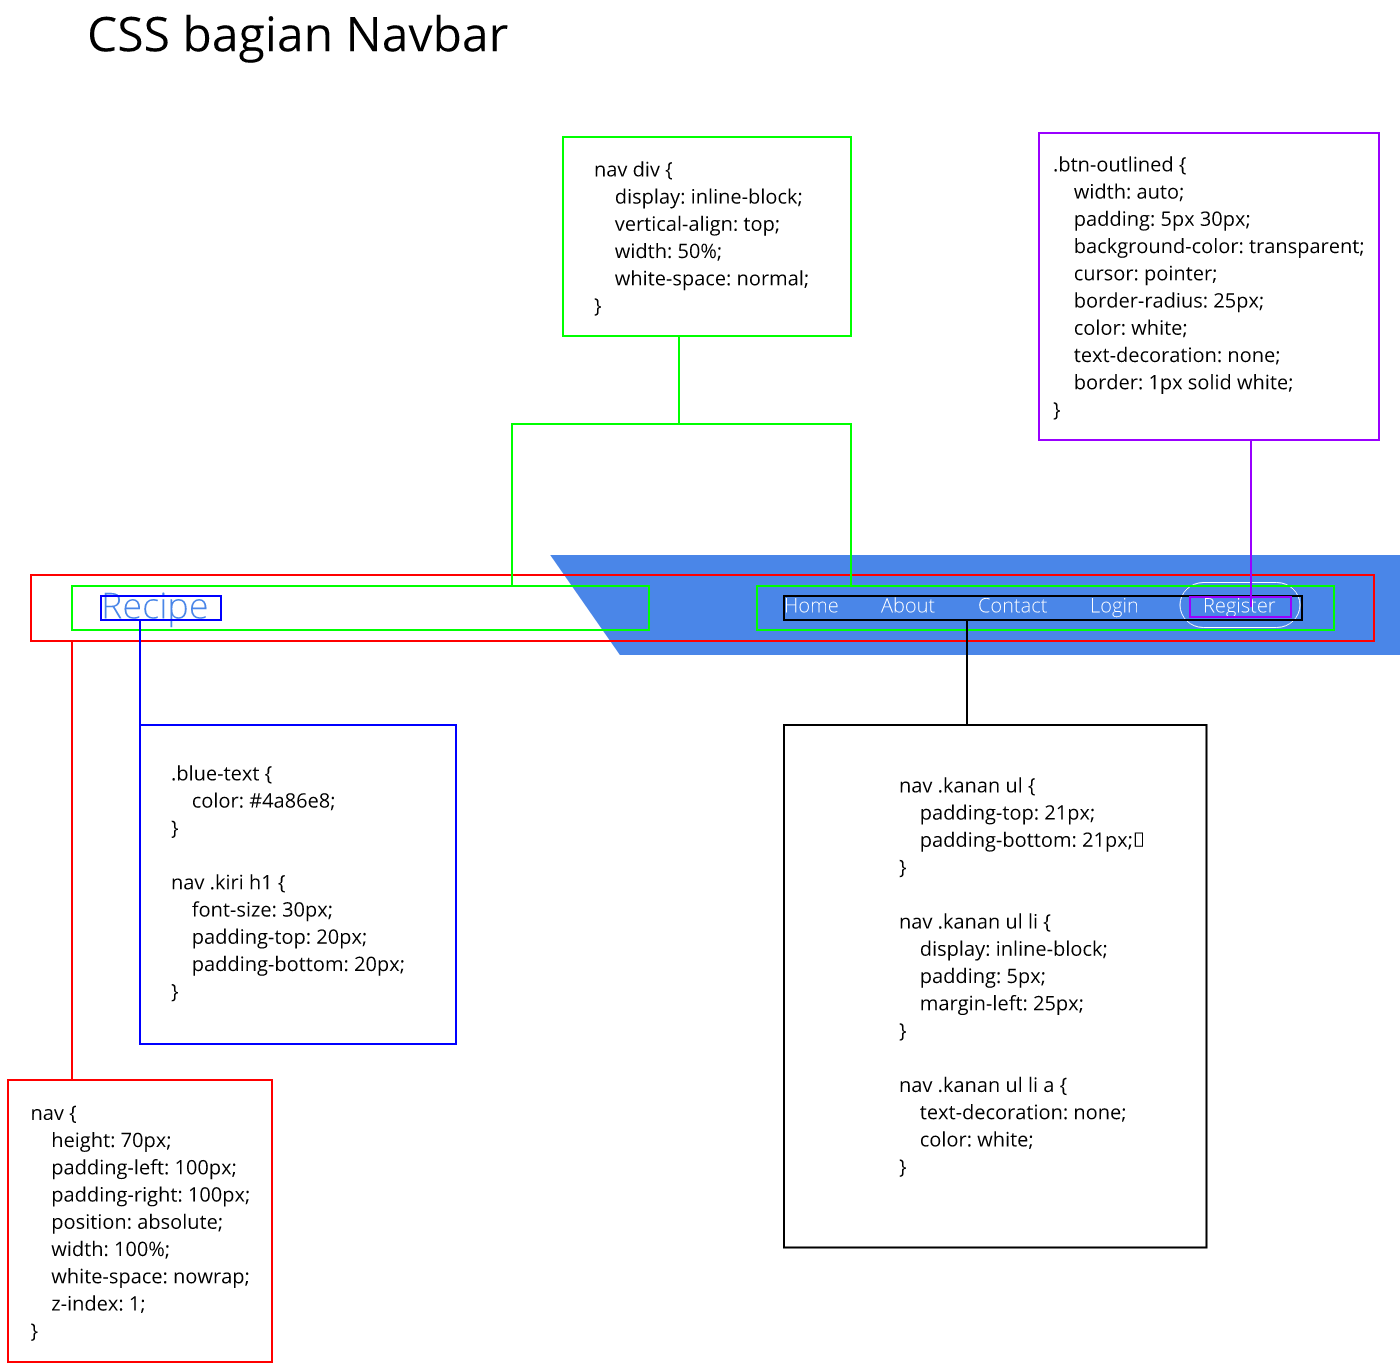 CSS bagian Navbar
nav div {
    display: inline-block;
    vertical-align: top;
    width: 50%;
    white-space: normal;
}
.btn-outlined {
    width: auto;
    padding: 5px 30px;
    background-color: transparent;
    cursor: pointer;
    border-radius: 25px;
    color: white;
    text-decoration: none;
    border: 1px solid white;
}
Recipe
Home About Contact Login Register
.blue-text {
    color: #4a86e8;
}
nav .kiri h1 {
    font-size: 30px;
    padding-top: 20px;
    padding-bottom: 20px;
}
nav .kanan ul {
    padding-top: 21px;
    padding-bottom: 21px;
}
nav .kanan ul li {
    display: inline-block;
    padding: 5px;
    margin-left: 25px;
}
nav .kanan ul li a {
    text-decoration: none;
    color: white;
}
nav {
    height: 70px;
    padding-left: 100px;
    padding-right: 100px;
    position: absolute;
    width: 100%;
    white-space: nowrap;
    z-index: 1;
}